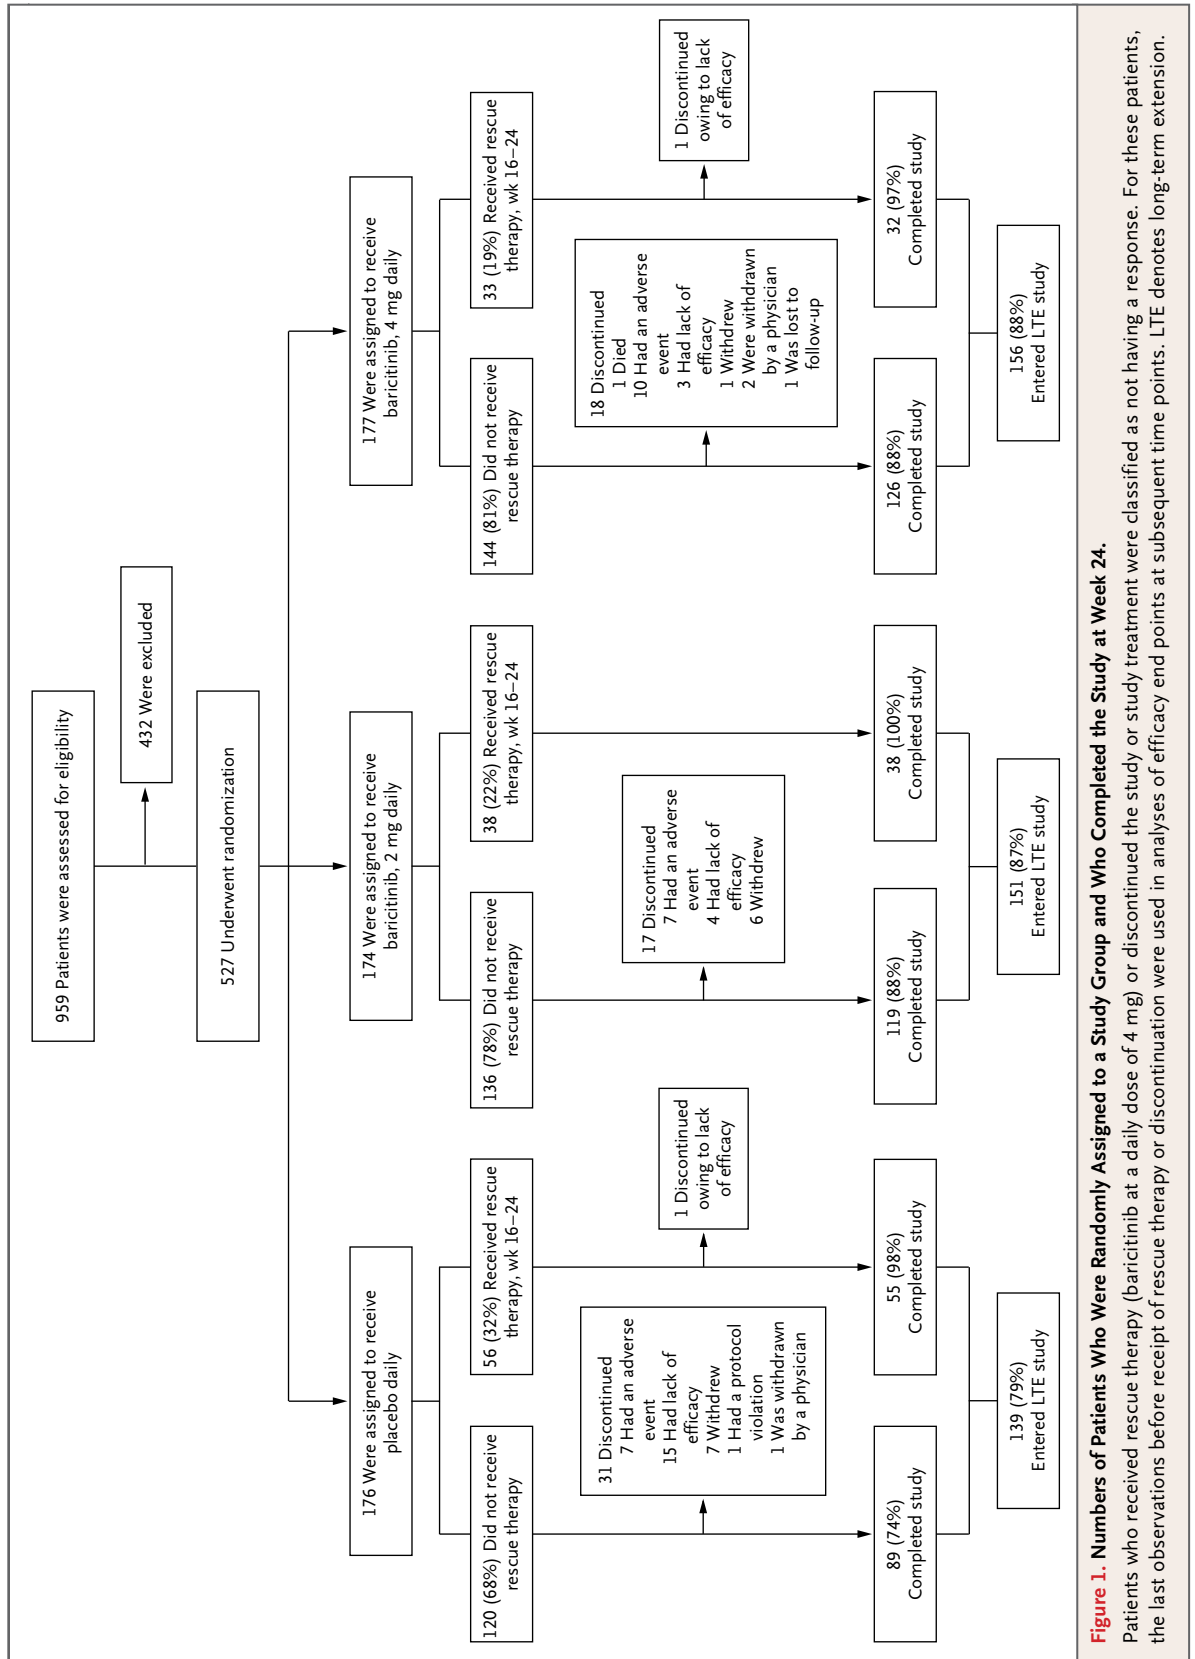 959 Patients were assessed for eligibility
432 Were excluded
527 Underwent randomization
176 Were assigned to receive
placebo daily
174 Were assigned to receive
baricitinib, 2 mg daily
177 Were assigned to receive
baricitinib, 4 mg daily
120 (68%) Did not receive
rescue therapy
56 (32%) Received rescue
therapy, wk 16–24
136 (78%) Did not receive
rescue therapy
38 (22%) Received rescue
therapy, wk 16–24
144 (81%) Did not receive
rescue therapy
33 (19%) Received rescue
therapy, wk 16–24
31 Discontinued
7 Had an adverse
event
15 Had lack of
efficacy
7 Withdrew
1 Had a protocol
violation
1 Was withdrawn
by a physician
1 Discontinued
owing to lack
of efficacy
17 Discontinued
7 Had an adverse
event
4 Had lack of
efficacy
6 Withdrew
18 Discontinued
1 Died
10 Had an adverse
event
3 Had lack of
efficacy
1 Withdrew
2 Were withdrawn
by a physician
1 Was lost to
follow-up
1 Discontinued
owing to lack
of efficacy
89 (74%)
Completed study
55 (98%)
Completed study
119 (88%)
Completed study
38 (100%)
Completed study
126 (88%)
Completed study
32 (97%)
Completed study
139 (79%)
Entered LTE study
151 (87%)
Entered LTE study
156 (88%)
Entered LTE study
Figure 1. Numbers of Patients Who Were Randomly Assigned to a Study Group and Who Completed the Study at Week 24.
Patients who received rescue therapy (baricitinib at a daily dose of 4 mg) or discontinued the study or study treatment were classified as not having a response. For these patients,
the last observations before receipt of rescue therapy or discontinuation were used in analyses of efficacy end points at subsequent time points. LTE denotes long-term extension.